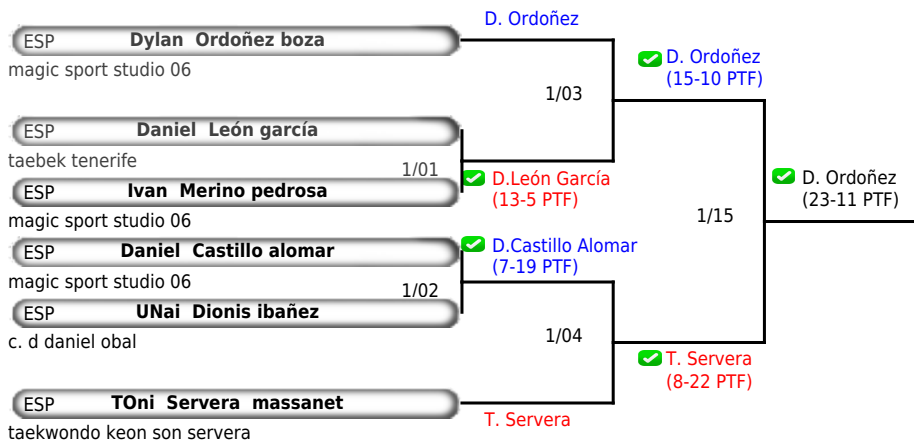 D. Ordoñez
ESP Dylan Ordoñez boza
magic sport studio 06
D. Ordoñez
(15-10 PTF)
1/03
ESP Daniel León garcía
taebek tenerife
1/01
D.León García
(13-5 PTF)
D. Ordoñez
(23-11 PTF)
ESP Ivan Merino pedrosa
magic sport studio 06
1/15
ESP Daniel Castillo alomar
D.Castillo Alomar
(7-19 PTF)
magic sport studio 06
1/02
ESP UNai Dionis ibañez
c. d daniel obal
1/04
T. Servera
(8-22 PTF)
ESP TOni Servera massanet
T. Servera
taekwondo keon son servera